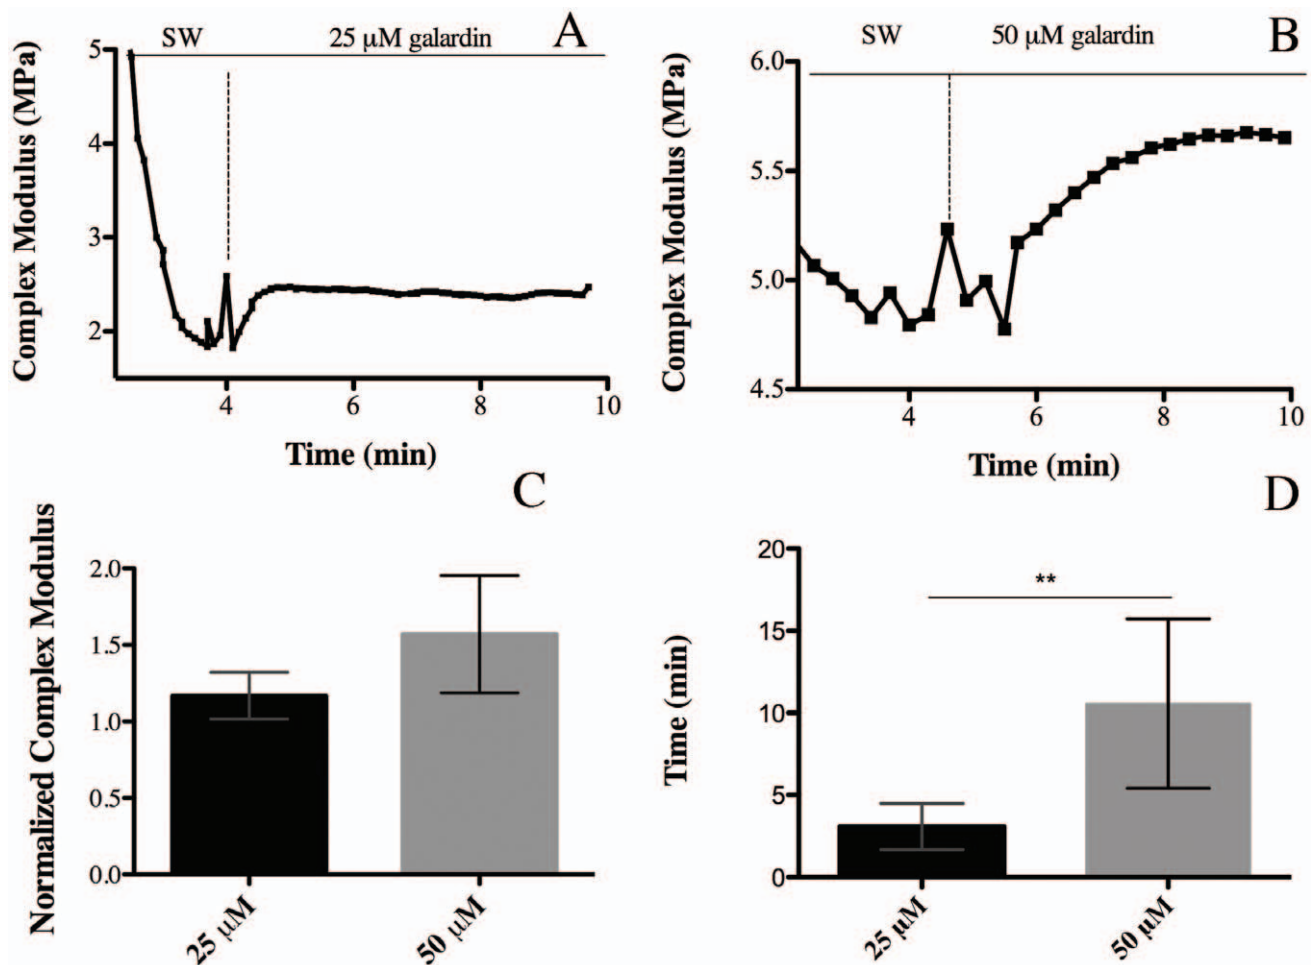 SW 25 μM galardin A
Complex Modulus (MPa)
5
4
3
2
4 6 8 10
Time (min)
SW 50 μM galardin B
Complex Modulus (MPa)
6.0
5.5
5.0
4.5
4 6 8 10
Time (min)
C
Normalized Complex Modulus
2.0
1.5
1.0
0.5
0.0
25 μM 50 μM
D
Time (min)
20
15
10
5
0
**
25 μM 50 μM